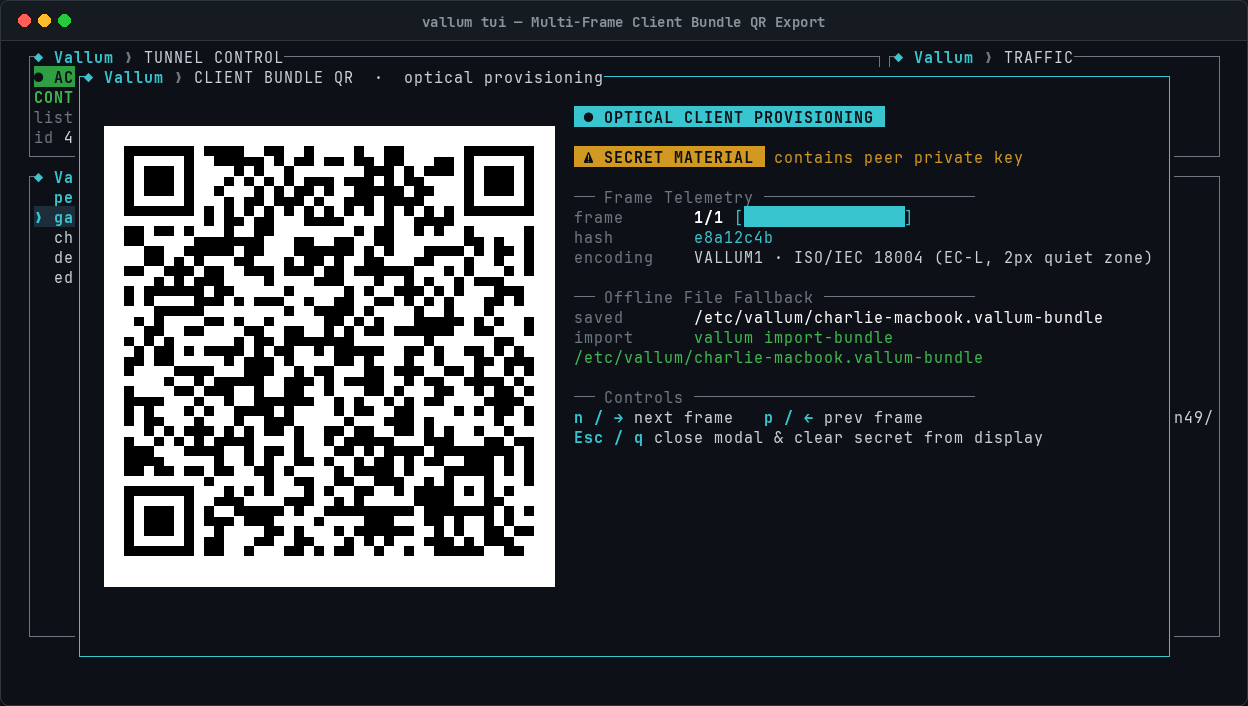 vallum tui — Multi-Frame Client Bundle QR Export
◆ Vallum ❯ TUNNEL CONTROL
◆ Vallum ❯ TRAFFIC
● AC
◆ Vallum ❯ CLIENT BUNDLE QR · optical provisioning
CONT
list
id 4
◆ Va
pe
❯ ga
ch
de
ed
● OPTICAL CLIENT PROVISIONING
▲ SECRET MATERIAL contains peer private key
── Frame Telemetry ──
frame 1/1 [ ]
hash e8a12c4b
encoding VALLUM1 · ISO/IEC 18004 (EC-L, 2px quiet zone)
── Offline File Fallback ──
saved /etc/vallum/charlie-macbook.vallum-bundle
import vallum import-bundle
/etc/vallum/charlie-macbook.vallum-bundle
── Controls ──
n / → next frame p / ← prev frame
Esc / q close modal & clear secret from display
n49/